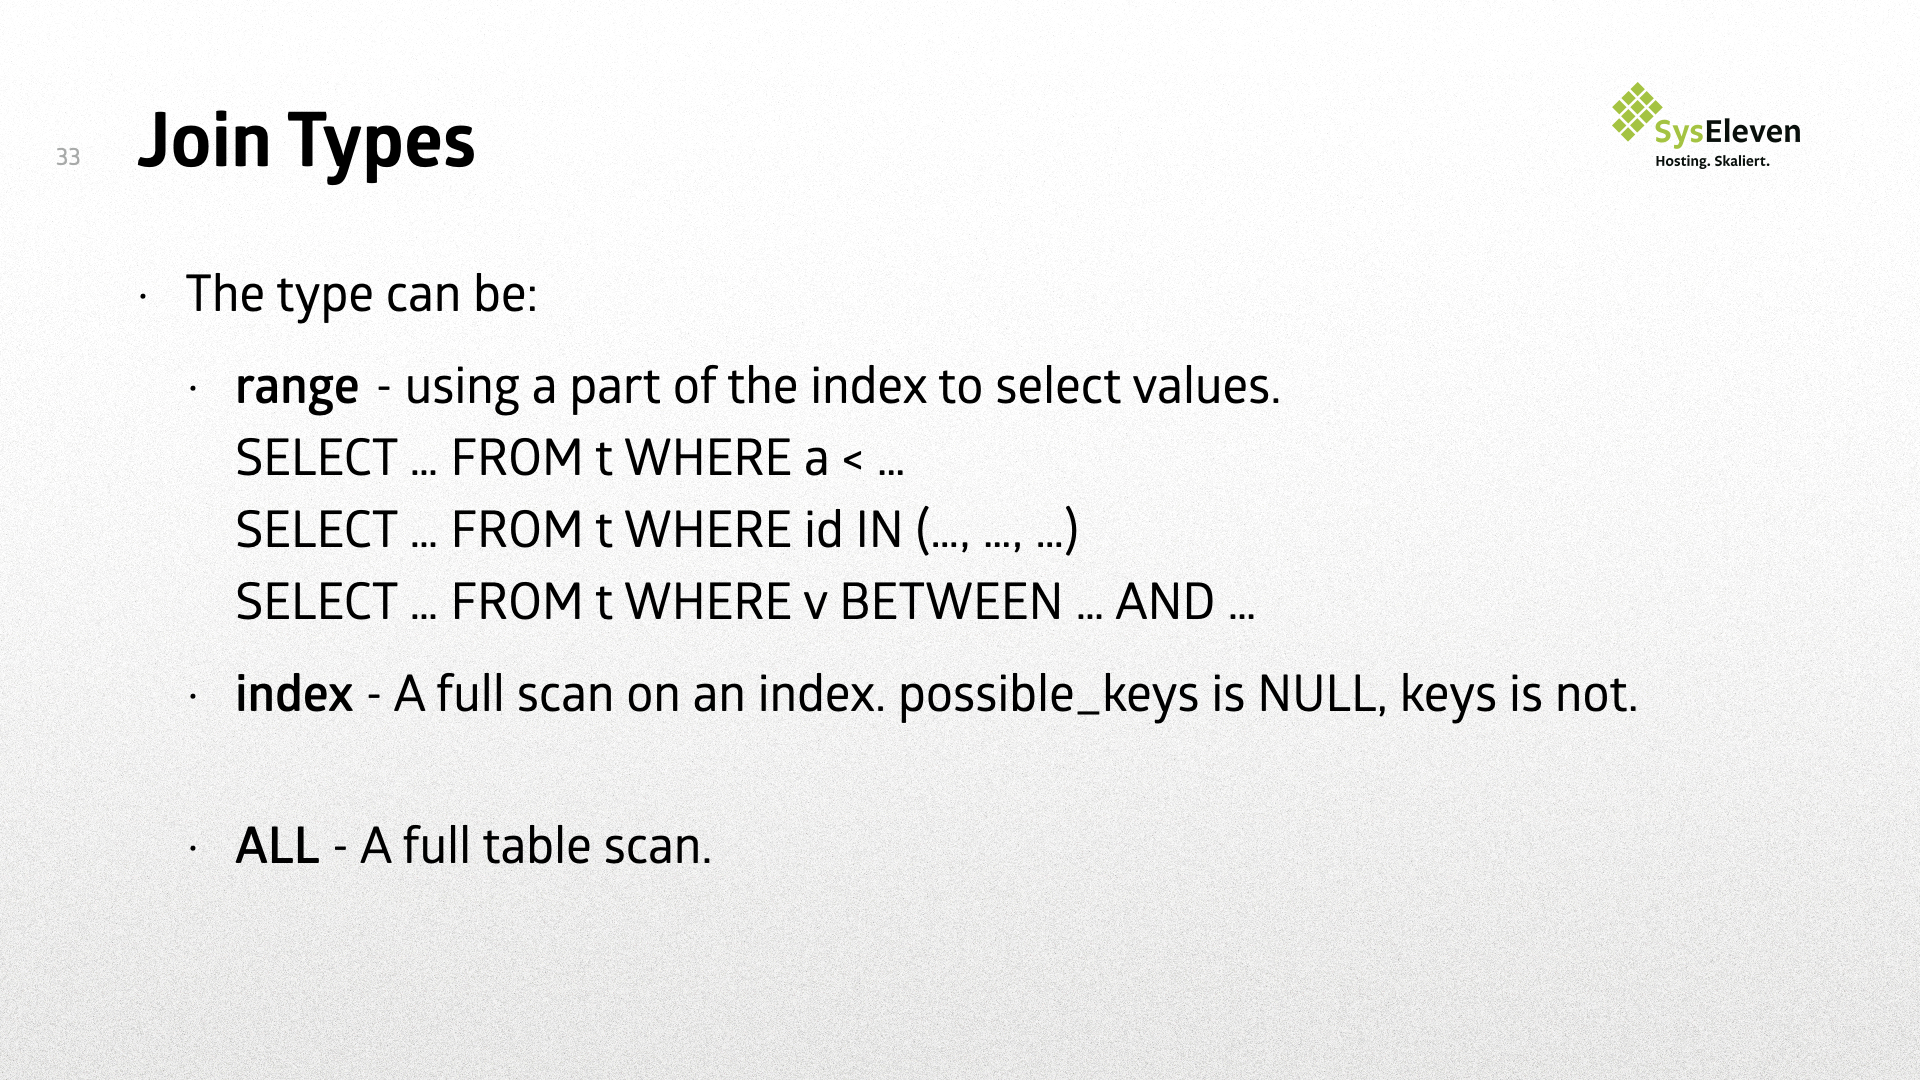 33
Join Types
SysEleven
Hosting. Skaliert.
· The type can be:
· range - using a part of the index to select values.
SELECT … FROM t WHERE a < …
SELECT … FROM t WHERE id IN (…, …, …)
SELECT … FROM t WHERE v BETWEEN … AND …
· index - A full scan on an index. possible_keys is NULL, keys is not.
· ALL - A full table scan.